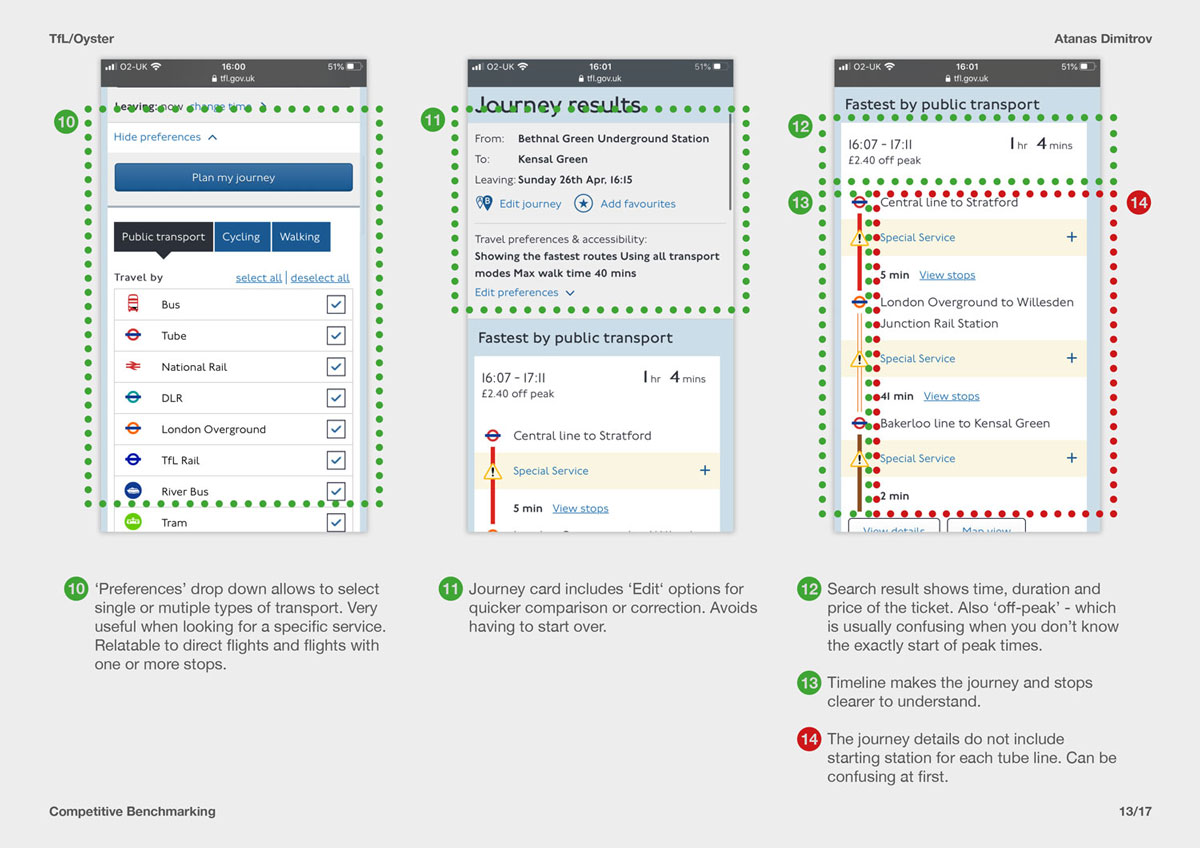 TfL/Oyster
Atanas Dimitrov
O2-UK 16:00 51%
tfl.gov.uk
Leaving: now change time
10
Hide preferences
Plan my journey
Public transport Cycling Walking
Travel by select all deselect all
Bus
Tube
National Rail
DLR
London Overground
TfL Rail
River Bus
Tram
O2-UK 16:01 51%
tfl.gov.uk
Journey results
11
From: Bethnal Green Underground Station
To: Kensal Green
Leaving: Sunday 26th Apr, 16:15
Edit journey Add favourites
Travel preferences & accessibility:
Showing the fastest routes Using all transport
modes Max walk time 40 mins
Edit preferences
Fastest by public transport
16:07 - 17:11 1 hr 4 mins
£2.40 off peak
Central line to Stratford
Special Service +
5 min View stops
O2-UK 16:01 51%
tfl.gov.uk
Fastest by public transport
12
16:07 - 17:11 1 hr 4 mins
£2.40 off peak
13
14
Central line to Stratford
Special Service +
5 min View stops
London Overground to Willesden
Junction Rail Station
Special Service +
41 min View stops
Bakerloo line to Kensal Green
Special Service +
2 min
View details Map view
10 ‘Preferences’ drop down allows to select
single or mutiple types of transport. Very
useful when looking for a specific service.
Relatable to direct flights and flights with
one or more stops.
11 Journey card includes ‘Edit‘ options for
quicker comparison or correction. Avoids
having to start over.
12 Search result shows time, duration and
price of the ticket. Also ‘off-peak’ - which
is usually confusing when you don’t know
the exactly start of peak times.
13 Timeline makes the journey and stops
clearer to understand.
14 The journey details do not include
starting station for each tube line. Can be
confusing at first.
Competitive Benchmarking
13/17